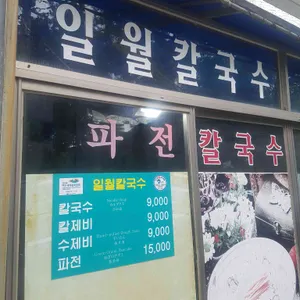 일월칼국수
파전 칼국수
일월칼국수
칼국수 9,000
칼제비 9,000
수제비 9,000
파전 15,000